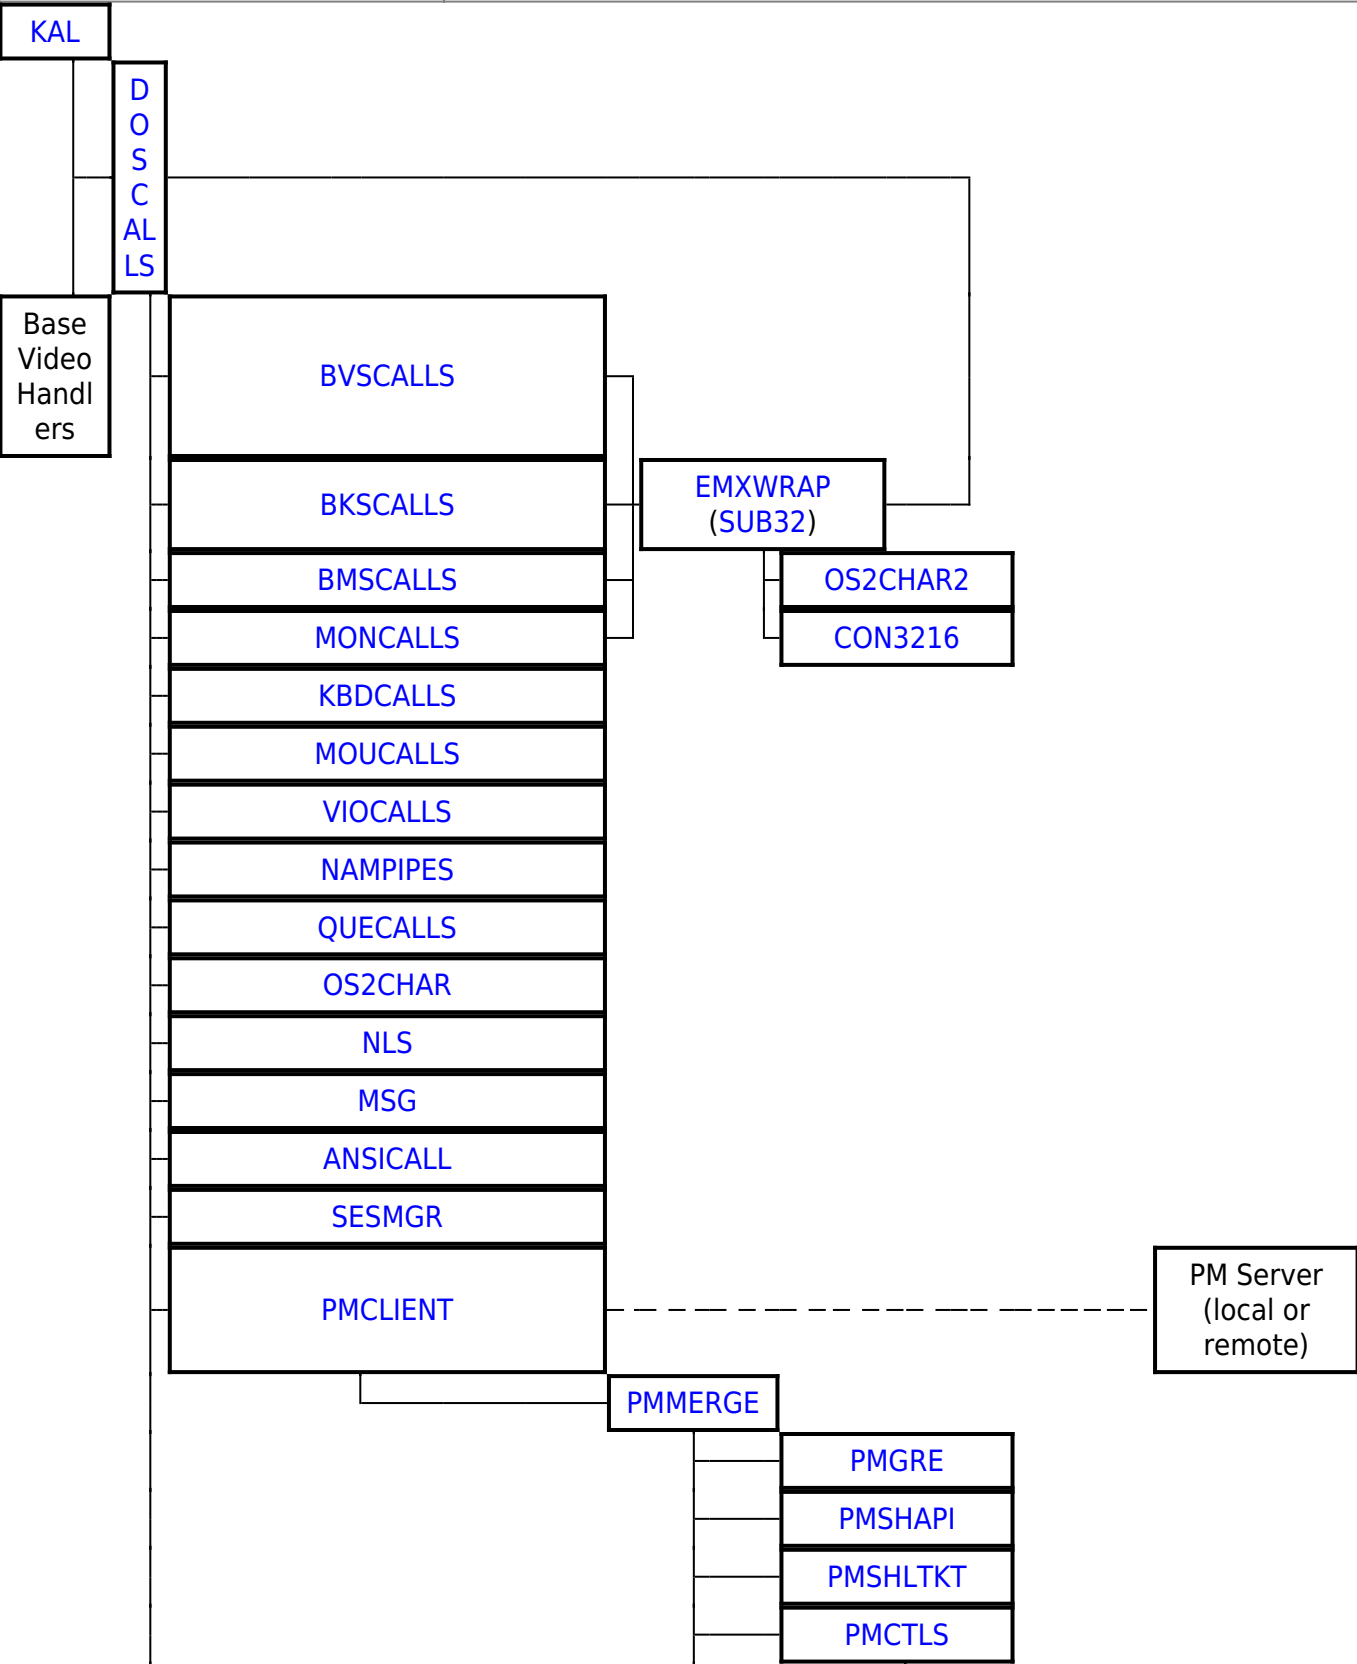 KAL
D
O
S
C
AL
LS
Base
Video
Handl
ers
BVSCALLS
BKSCALLS
EMXWRAP
(SUB32)
BMSCALLS
OS2CHAR2
MONCALLS
CON3216
KBDCALLS
MOUCALLS
VIOCALLS
NAMPIPES
QUECALLS
OS2CHAR
NLS
MSG
ANSICALL
SESMGR
PMCLIENT
PM Server
(local or
remote)
PMMERGE
PMGRE
PMSHAPI
PMSHLTKT
PMCTLS